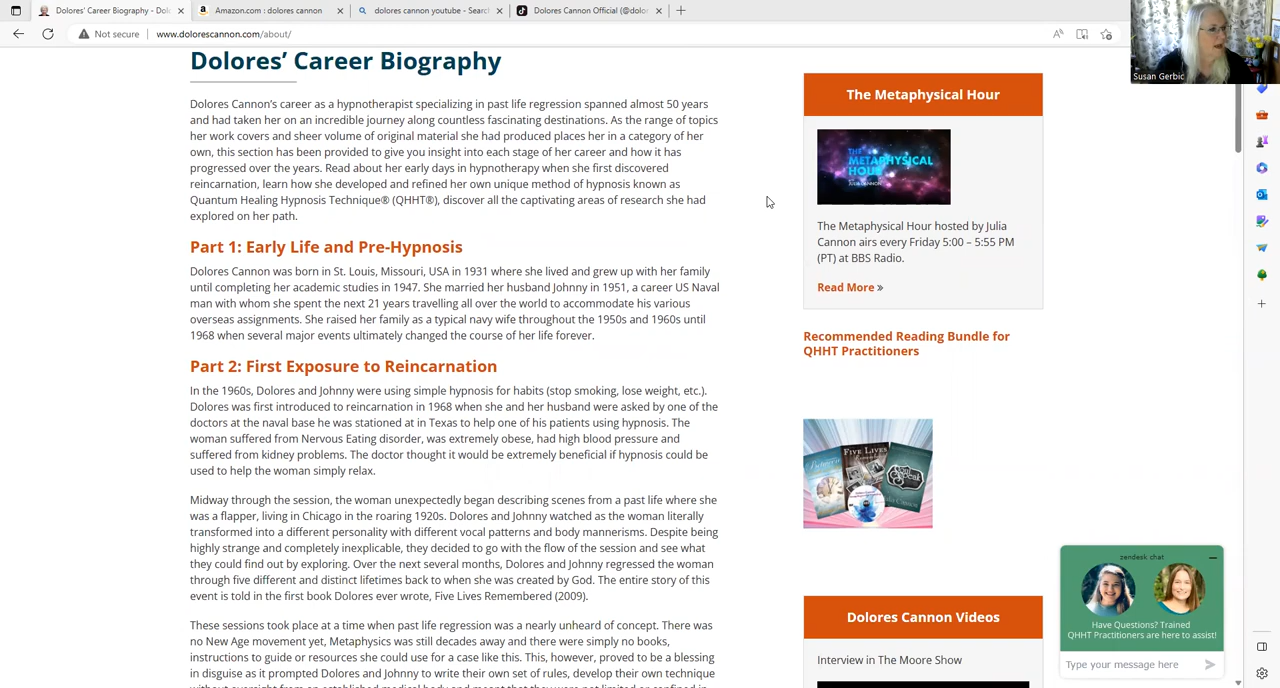 Dolores' Career Biography - Dol
Amazon.com : dolores cannon
dolores cannon youtube - Search
Dolores Cannon Official (@dolo
Not secure
www.dolorescannon.com/about/
Susan Gerbic
Dolores' Career Biography
Dolores Cannon's career as a hypnotherapist specializing in past life regression spanned almost 50 years
and had taken her on an incredible journey along countless fascinating destinations. As the range of topics
her work covers and sheer volume of original material she had produced places her in a category of her
own, this section has been provided to give you insight into each stage of her career and how it has
progressed over the years. Read about her early days in hypnotherapy when she first discovered
reincarnation, learn how she developed and refined her own unique method of hypnosis known as
Quantum Healing Hypnosis Technique® (QHHT®), discover all the captivating areas of research she had
explored on her path.
Part 1: Early Life and Pre-Hypnosis
Dolores Cannon was born in St. Louis, Missouri, USA in 1931 where she lived and grew up with her family
until completing her academic studies in 1947. She married her husband Johnny in 1951, a career US Naval
man with whom she spent the next 21 years travelling all over the world to accommodate his various
overseas assignments. She raised her family as a typical navy wife throughout the 1950s and 1960s until
1968 when several major events ultimately changed the course of her life forever.
Part 2: First Exposure to Reincarnation
In the 1960s, Dolores and Johnny were using simple hypnosis for habits (stop smoking, lose weight, etc.).
Dolores was first introduced to reincarnation in 1968 when she and her husband were asked by one of the
doctors at the naval base he was stationed at in Texas to help one of his patients using hypnosis. The
woman suffered from Nervous Eating disorder, was extremely obese, had high blood pressure and
suffered from kidney problems. The doctor thought it would be extremely beneficial if hypnosis could be
used to help the woman simply relax.
Midway through the session, the woman unexpectedly began describing scenes from a past life where she
was a flapper, living in Chicago in the roaring 1920s. Dolores and Johnny watched as the woman literally
transformed into a different personality with different vocal patterns and body mannerisms. Despite being
highly strange and completely inexplicable, they decided to go with the flow of the session and see what
they could find out by exploring. Over the next several months, Dolores and Johnny regressed the woman
through five different and distinct lifetimes back to when she was created by God. The entire story of this
event is told in the first book Dolores ever wrote, Five Lives Remembered (2009).
These sessions took place at a time when past life regression was a nearly unheard of concept. There was
no New Age movement yet, Metaphysics was still decades away and there were simply no books,
instructions to guide or resources she could use for a case like this. This, however, proved to be a blessing
in disguise as it prompted Dolores and Johnny to write their own set of rules, develop their own technique
The Metaphysical Hour
THE
METAPHYSICAL
HOUR
JULIA CANNON
The Metaphysical Hour hosted by Julia
Cannon airs every Friday 5:00 – 5:55 PM
(PT) at BBS Radio.
Read More »
Recommended Reading Bundle for
QHHT Practitioners
FIVE LIVES
Soul
Speak
Dolores Cannon Videos
Interview in The Moore Show
zendesk chat
Have Questions? Trained
QHHT Practitioners are here to assist!
Type your message here